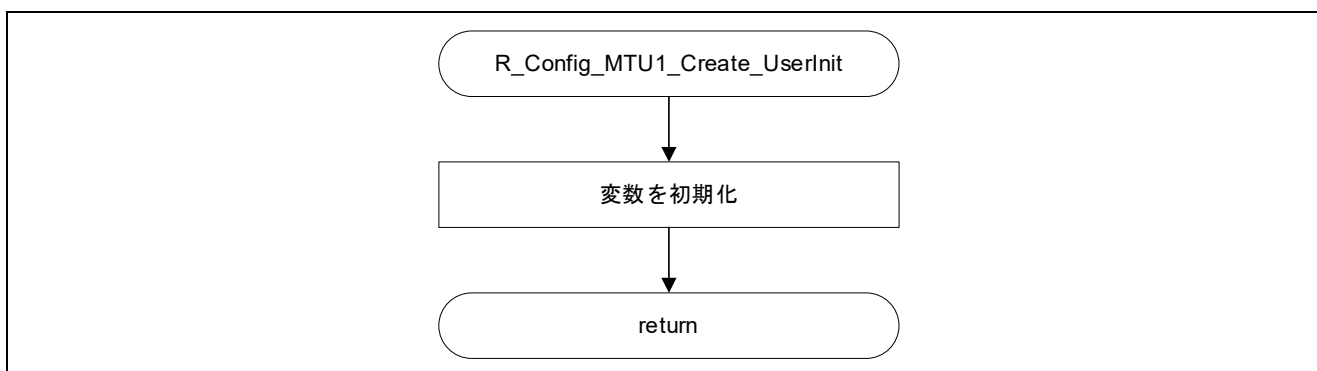 R_Config_MTU1_Create_UserInit
変数を初期化
return